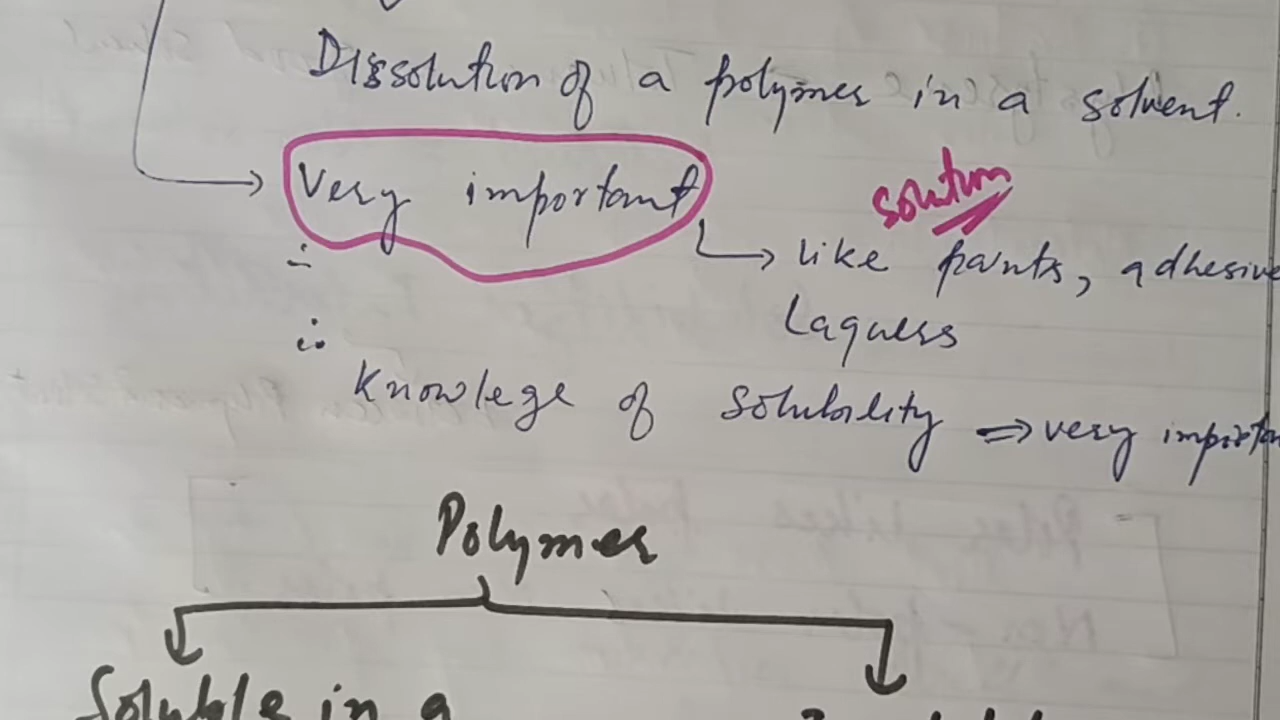 Dissolution of a polymer in a solvent.
Very important
solution
like paints, adhesive
Laquers
Knowlege of solubility ⇒ very importan
Polymer
Soluble in a